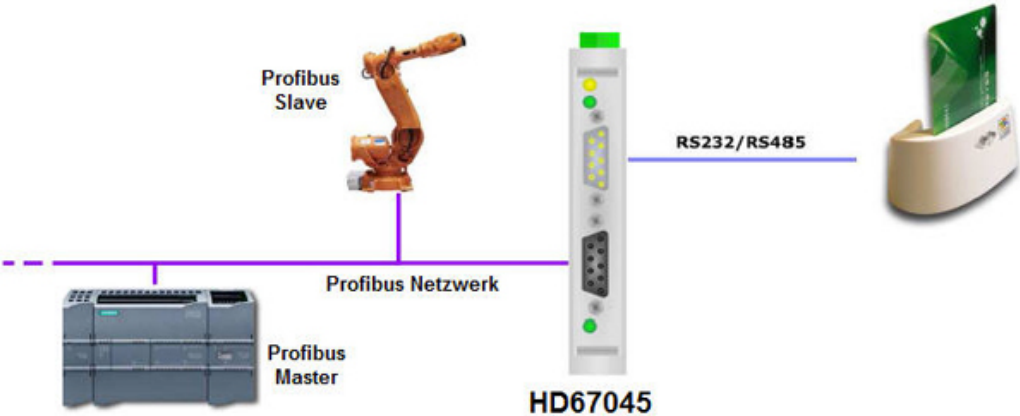 Profibus
Slave
RS232/RS485
Profibus Netzwerk
Profibus
Master
HD67045